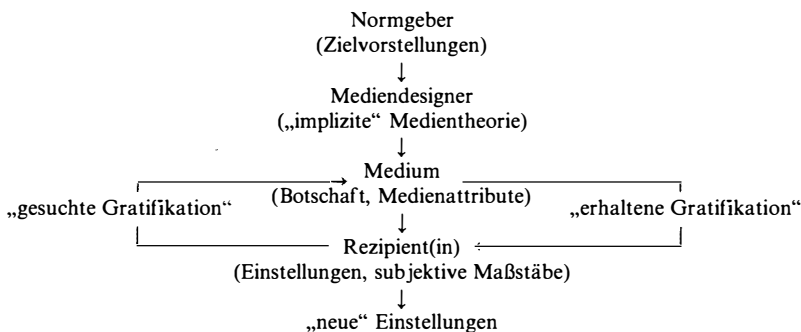 Normgeber
(Zielvorstellungen)
↓
Mediendesigner
(„implizite“ Medientheorie)
↓
Medium
(Botschaft, Medienattribute)
„gesuchte Gratifikation“
„erhaltene Gratifikation“
↓
Rezipient(in)
(Einstellungen, subjektive Maßstäbe)
↓
„neue“ Einstellungen